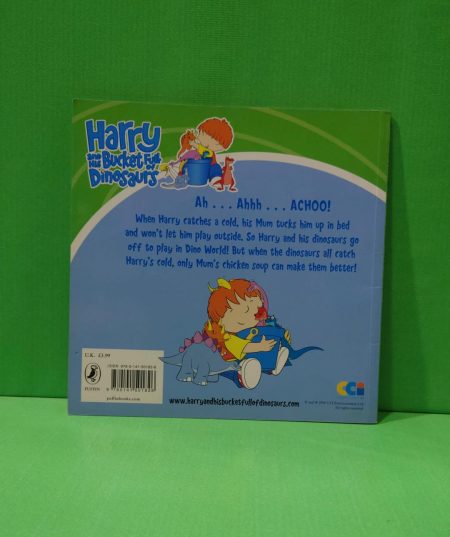 Harry
and His
Bucket Full
of
Dinosaurs
Ah . . . Ahhh . . . ACHOO!
When Harry catches a cold, his Mum tucks him up in bed
and won't let him play outside. So Harry and his dinosaurs go
off to play in Dino World! But when the dinosaurs all catch
Harry's cold, only Mum's chicken soup can make them better!
U.K. £3.99
PUFFIN
puffinbooks.com
www.harryandhisbucketfullofdinosaurs.com
CCI